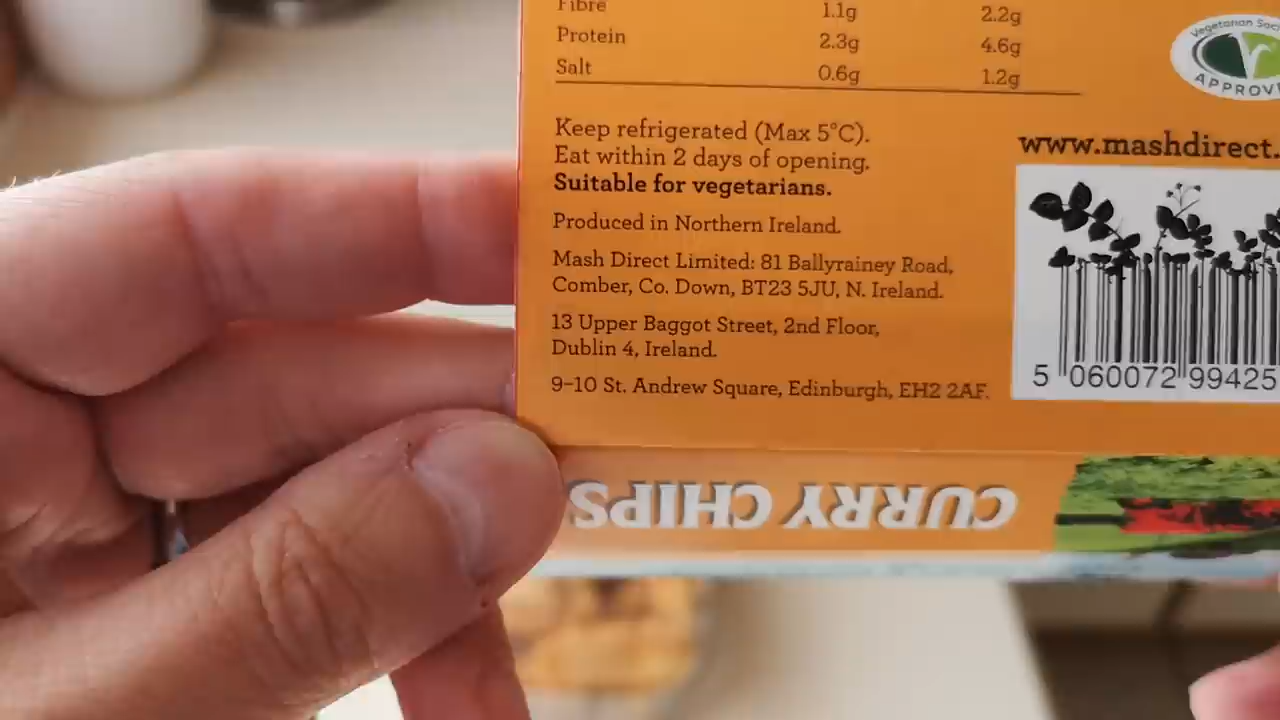 Fibre 1.1g 2.2g
Protein 2.3g 4.6g
Salt 0.6g 1.2g
Vegetarian
Keep refrigerated (Max 5°C).
Eat within 2 days of opening.
Suitable for vegetarians.
Produced in Northern Ireland.
Mash Direct Limited: 81 Ballyrainey Road,
Comber, Co. Down, BT23 5JU, N. Ireland.
13 Upper Baggot Street, 2nd Floor,
Dublin 4, Ireland.
9-10 St. Andrew Square, Edinburgh, EH2 2AF.
www.mashdirect.
5 060072 99425
CURRY CHIPS